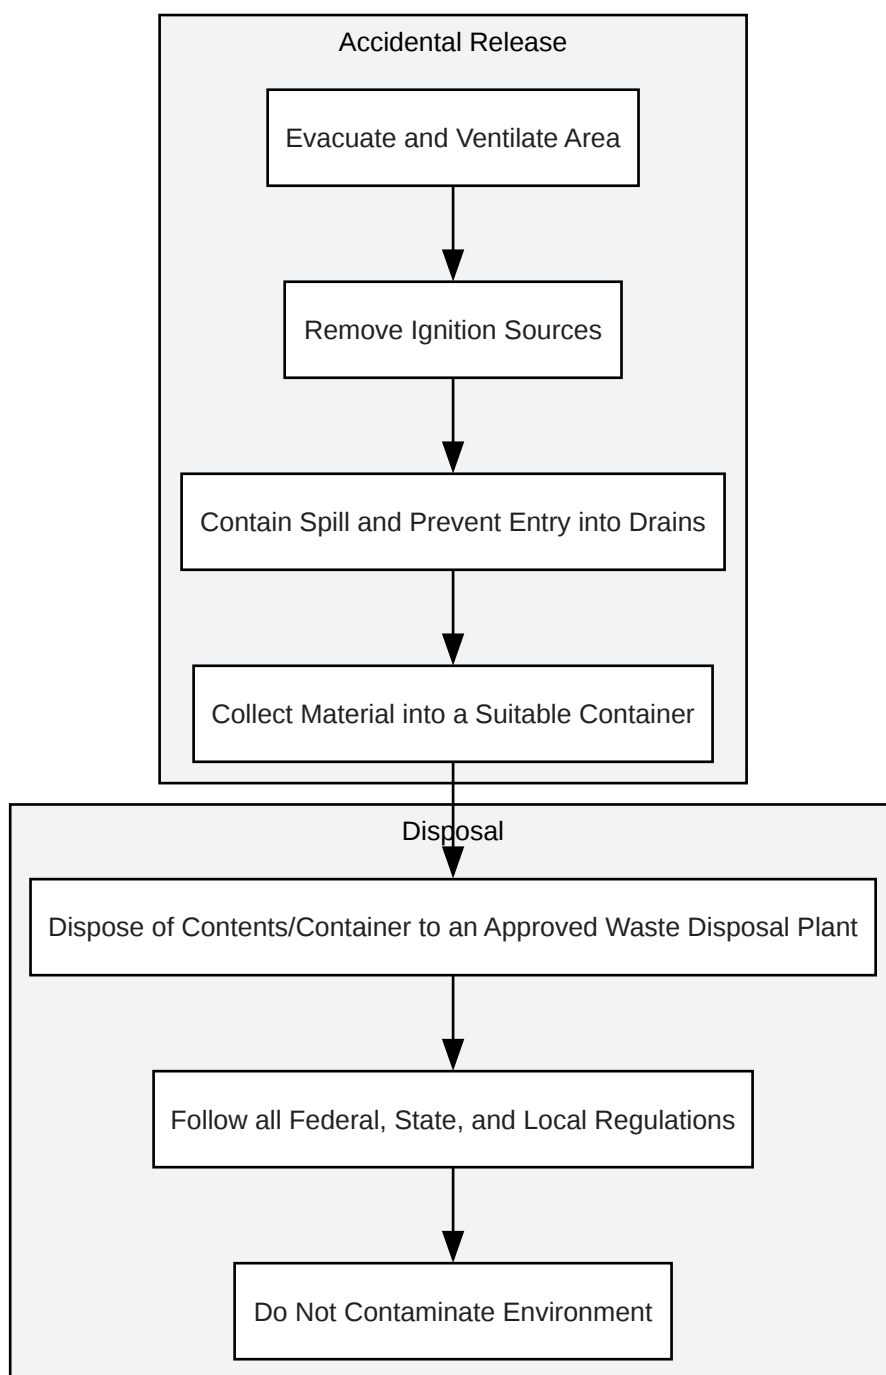 Accidental Release
Evacuate and Ventilate Area
Remove Ignition Sources
Contain Spill and Prevent Entry into Drains
Collect Material into a Suitable Container
Disposal
Dispose of Contents/Container to an Approved Waste Disposal Plant
Follow all Federal, State, and Local Regulations
Do Not Contaminate Environment